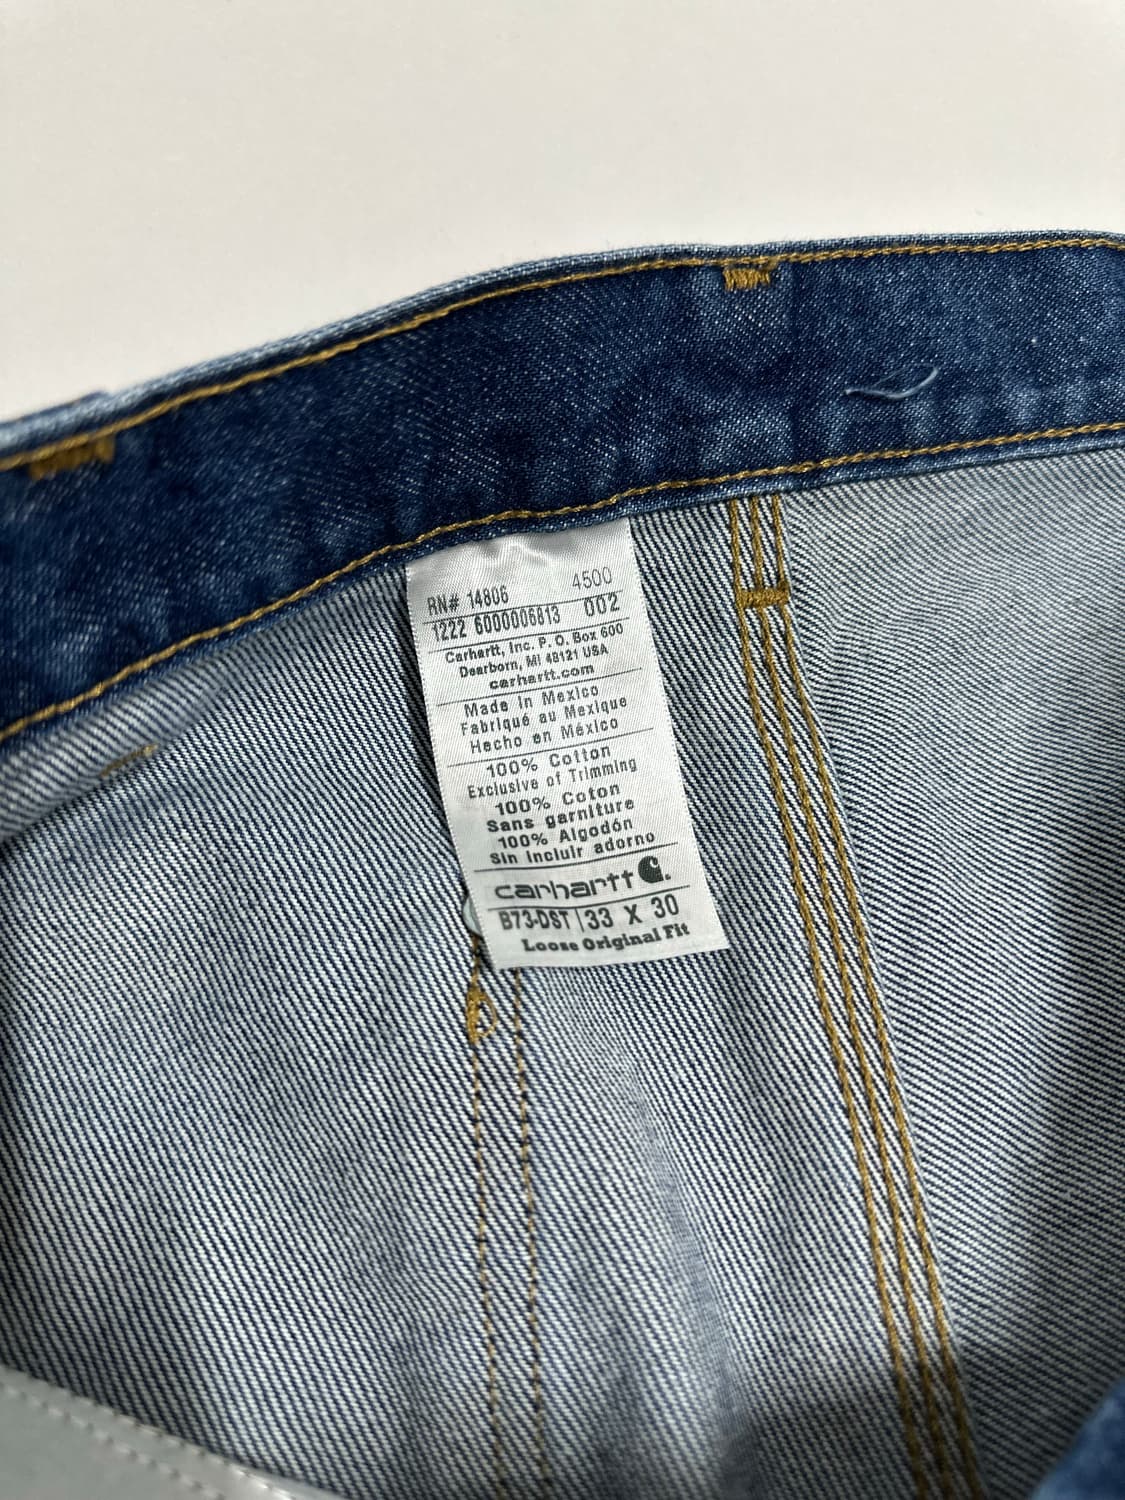 RN# 14806 4500
1222 6000006813 002
Carhartt, Inc. P. O. Box 600
Dearborn, MI 48121 USA
carhartt.com
Made in Mexico
Fabriqué au Mexique
Hecho en México
100% Cotton
Exclusive of Trimming
100% Coton
Sans garniture
100% Algodón
Sin incluir adorno
carhartt
B73-DST | 33 X 30
Loose Original Fit